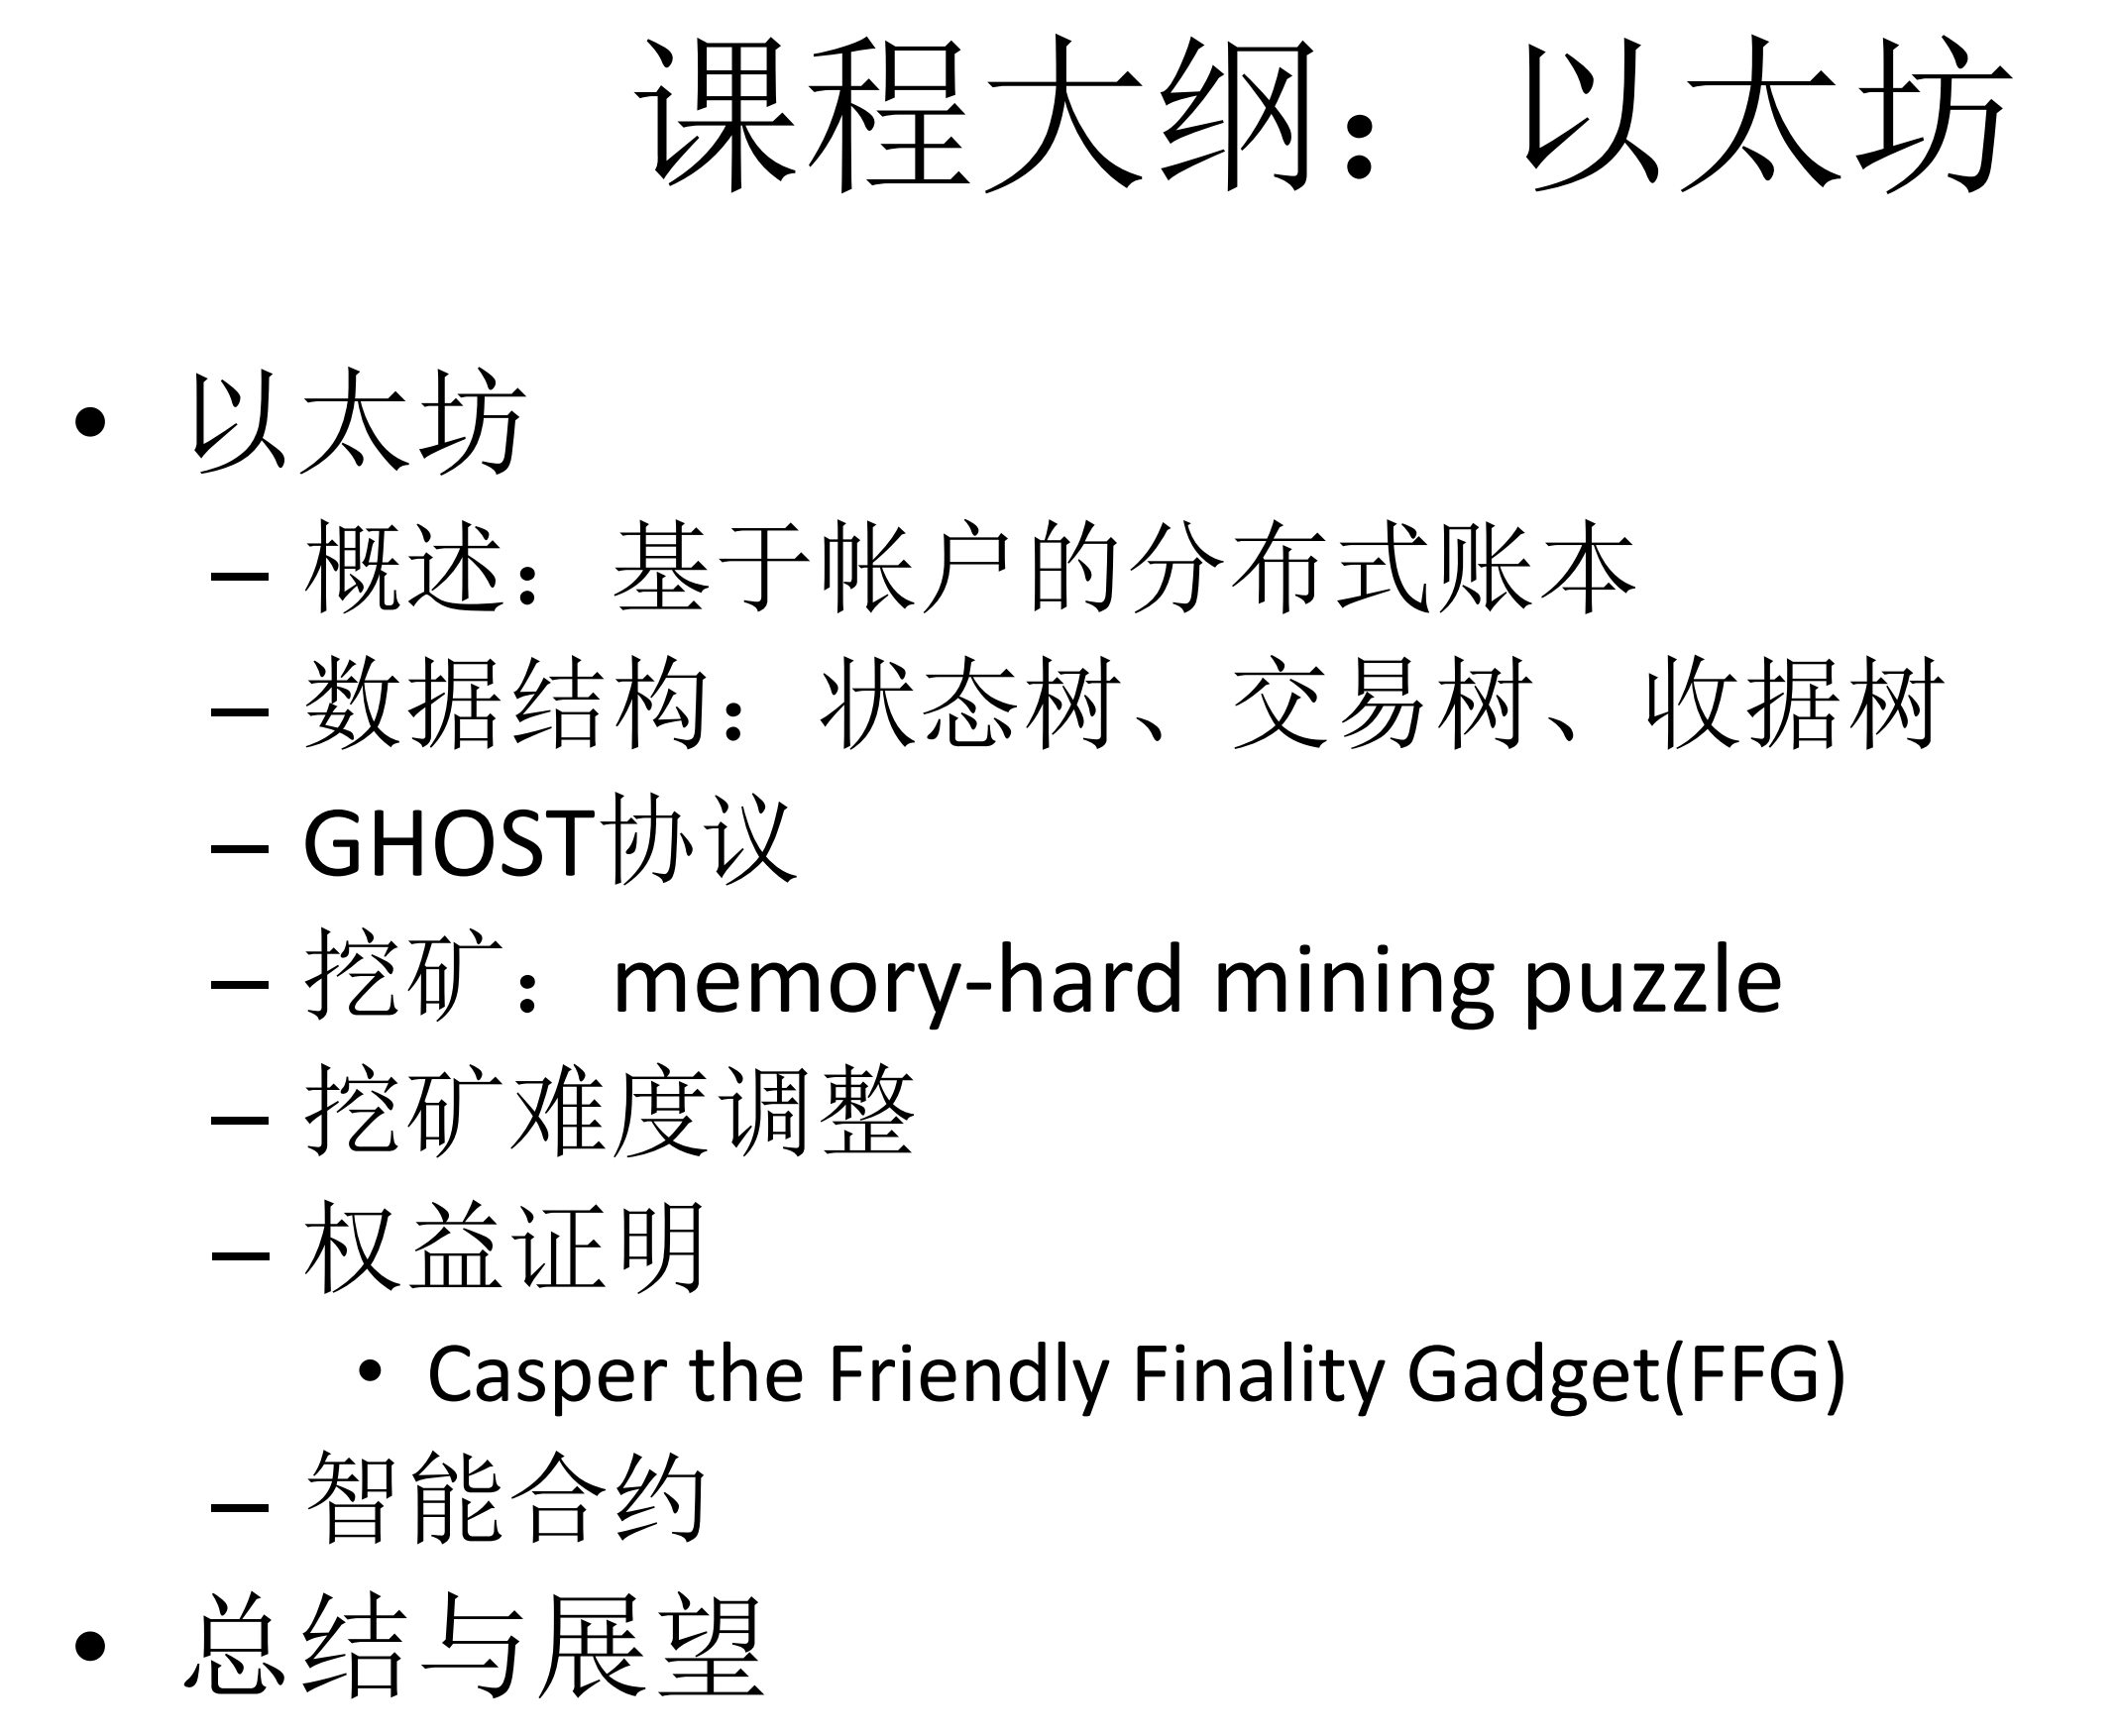 课程大纲：以太坊
• 以太坊
– 概述：基于帐户的分布式账本
– 数据结构：状态树、交易树、收据树
– GHOST协议
– 挖矿：memory-hard mining puzzle
– 挖矿难度调整
– 权益证明
• Casper the Friendly Finality Gadget(FFG)
– 智能合约
• 总结与展望